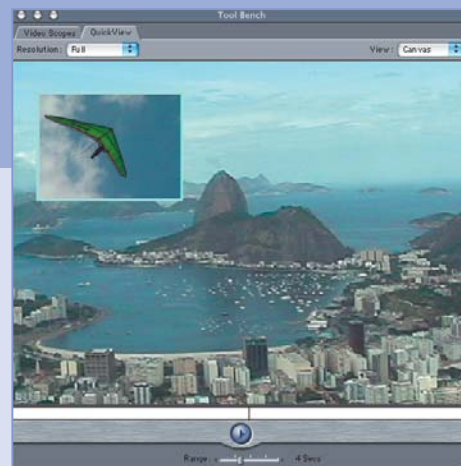 Tool Bench
Video Scopes QuickView
Resolution: Full View: Canvas
Range: 4 Secs